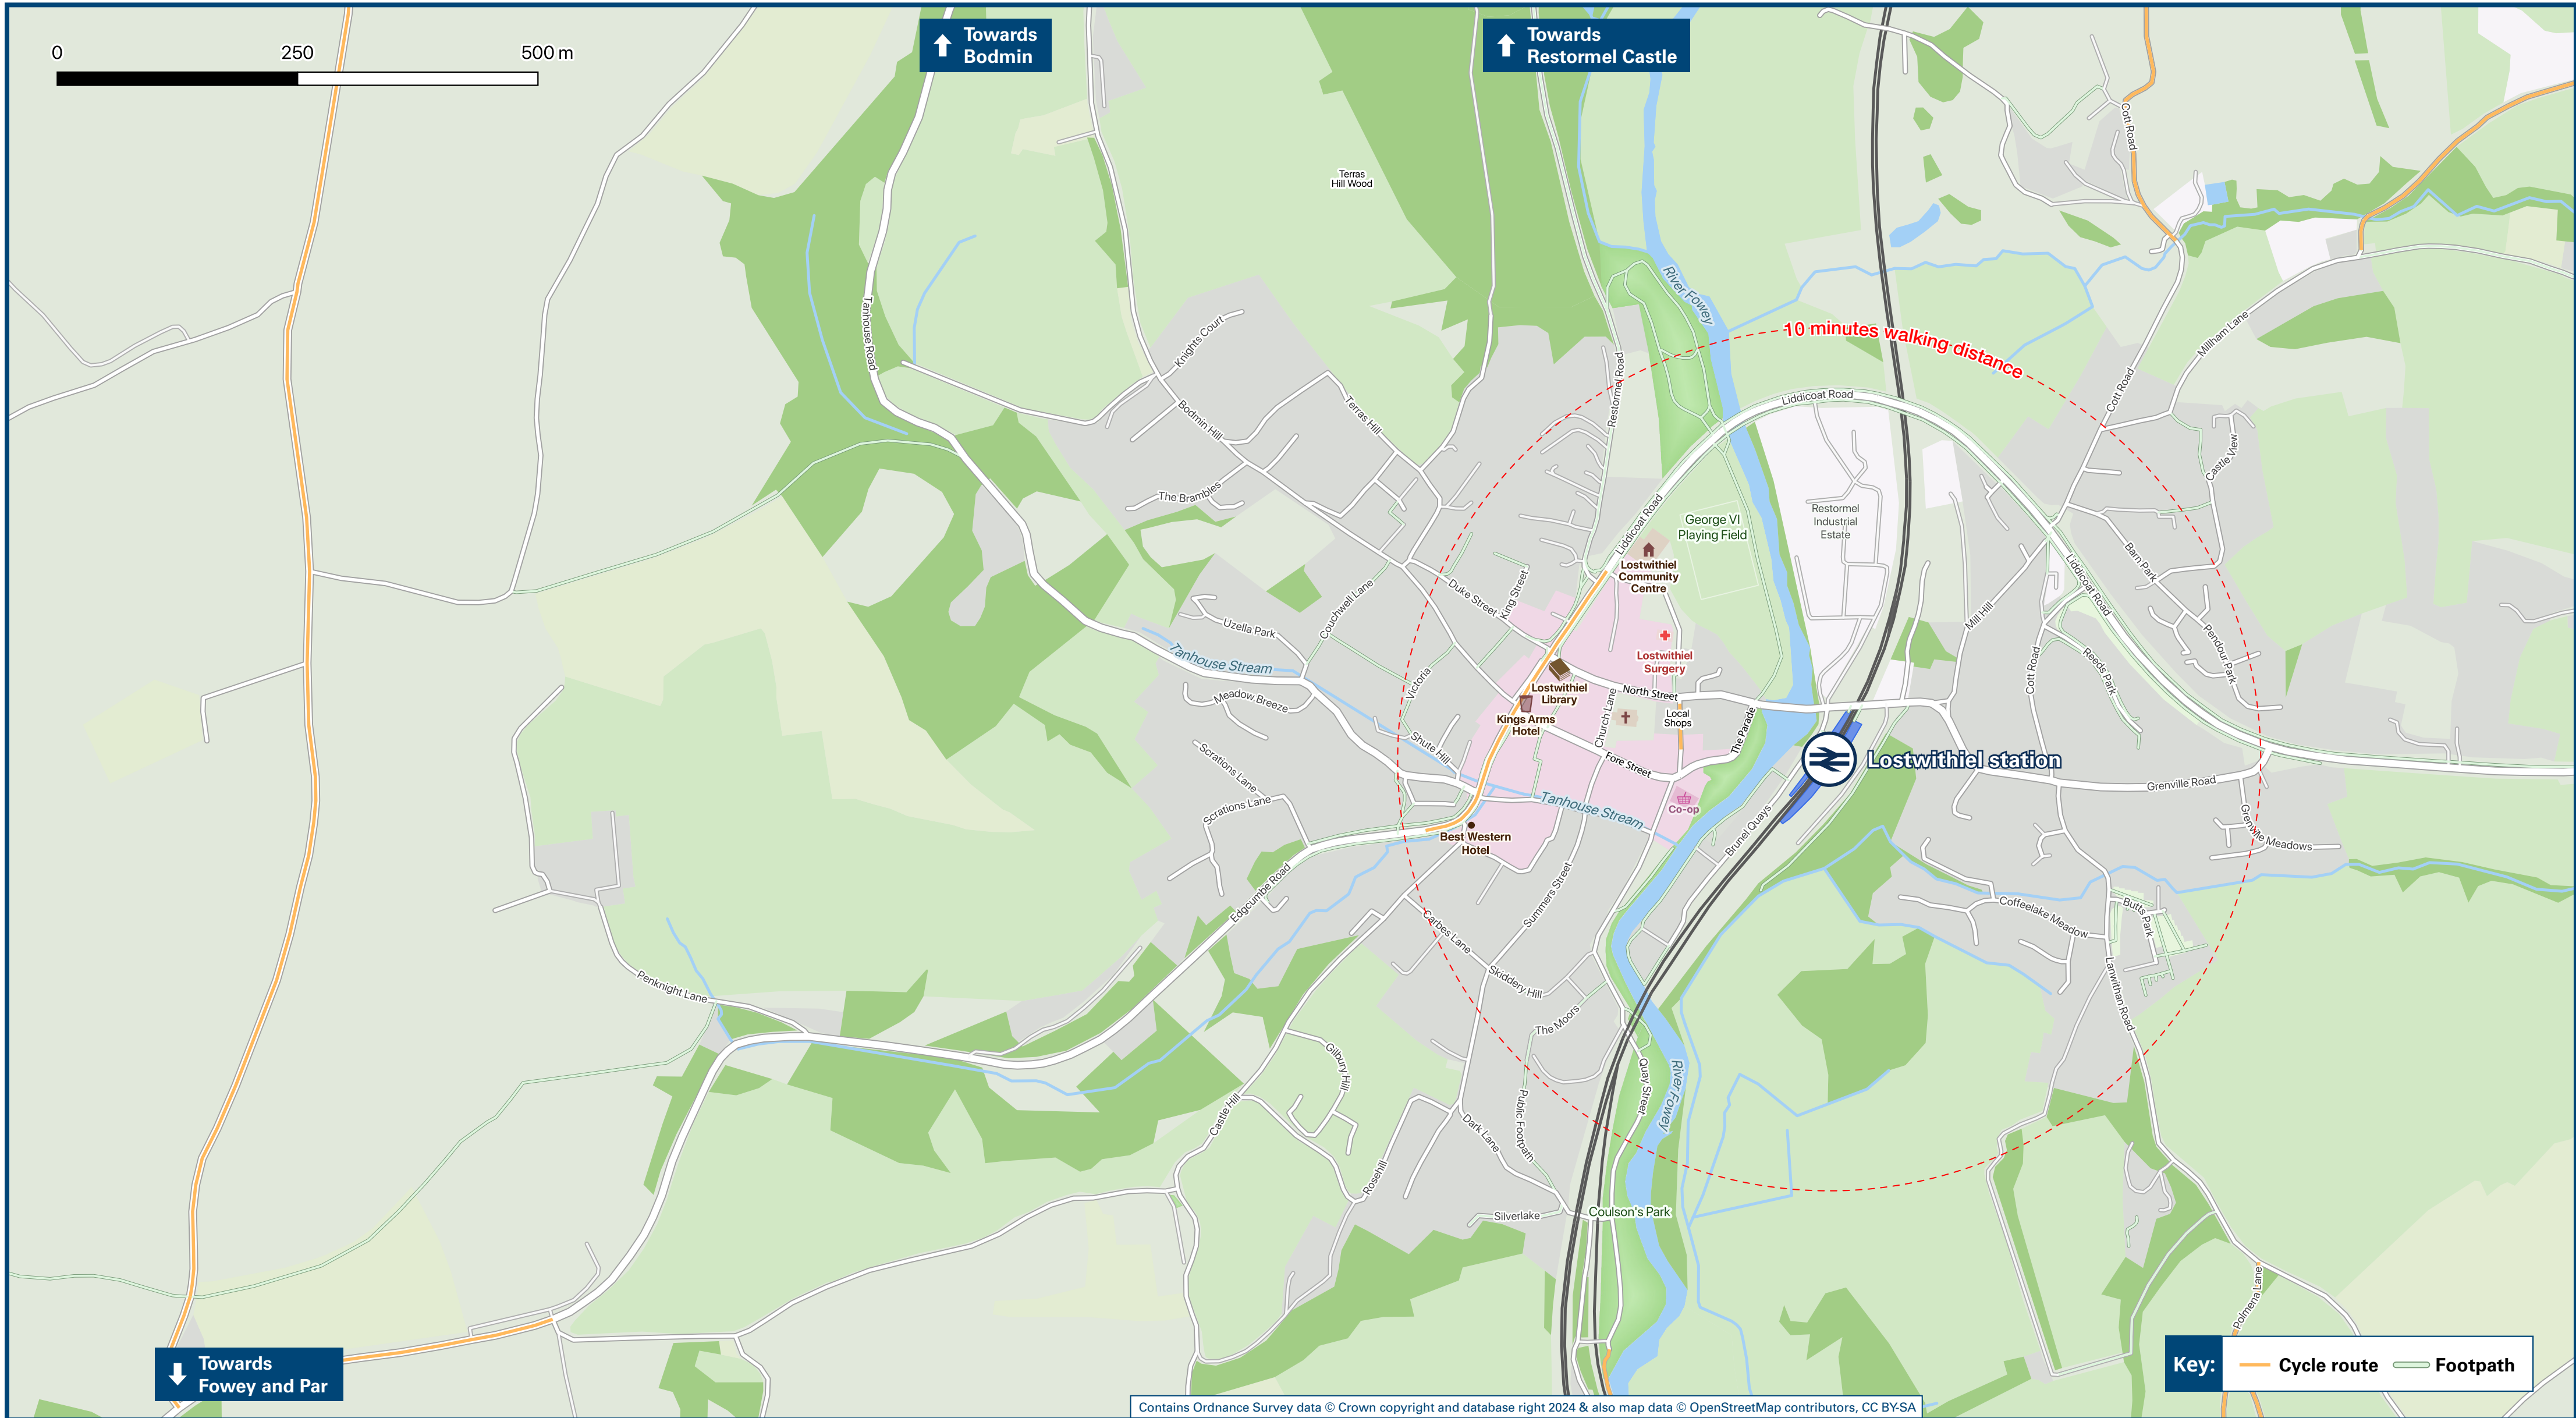 0 250 500 m
Towards
Bodmin
Towards
Restormel Castle
Terras
Hill Wood
Cott Road
River Fowey
Tanhouse Road
Knights Court
10 minutes walking distance
Millham Lane
Restormel Road
Liddicoat Road
Cott Road
Bodmin Hill
Terras Hill
Castle View
The Brambles
Liddicoat Road
George VI
Playing Field
Restormel
Industrial
Estate
Lostwithiel
Community
Centre
Barn Park
Liddicoat Road
Duke Street
King Street
Couchwell Lane
Mill Hill
Uzella Park
Tanhouse Stream
Lostwithiel
Surgery
Pendour Park
Reeds Park
Cott Road
Victoria
Lostwithiel
Library
North Street
Meadow Breeze
Kings Arms
Hotel
Church Lane
Local
Shops
The Parade
Shute Hill
Scrations Lane
Fore Street
Lostwithiel station
Grenville Road
Scrations Lane
Tanhouse Stream
Co-op
Brunel Quays
Grenville Meadows
Best Western
Hotel
Edgcumbe Road
Summers Street
Carbes Lane
Coffeelake Meadow
Butts Park
Penknight Lane
Skiddery Hill
Lanwithan Road
The Moors
Gilbury Hill
Quay Street
River Fowey
Castle Hill
Dark Lane
Public Footpath
Rosehill
Silverlake
Coulson's Park
Polmena Lane
Towards
Fowey and Par
Key: Cycle route Footpath
Contains Ordnance Survey data © Crown copyright and database right 2024 & also map data © OpenStreetMap contributors, CC BY-SA